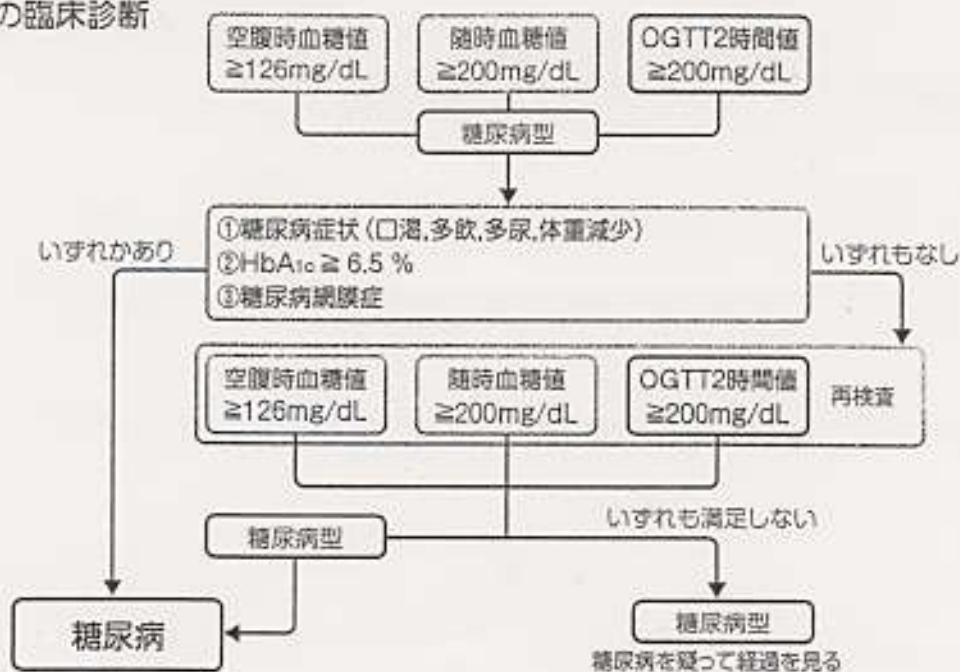 の臨床診断
空腹時血糖値
≧126mg/dL
随時血糖値
≧200mg/dL
OGTT2時間値
≧200mg/dL
糖尿病型
①糖尿病症状(口渇,多飲,多尿,体重減少)
②HbA1c ≧ 6.5 %
③糖尿病網膜症
いずれかあり
いずれもなし
空腹時血糖値
≧126mg/dL
随時血糖値
≧200mg/dL
OGTT2時間値
≧200mg/dL
再検査
糖尿病型
いずれも満足しない
糖尿病
糖尿病型
糖尿病を疑って経過を見る